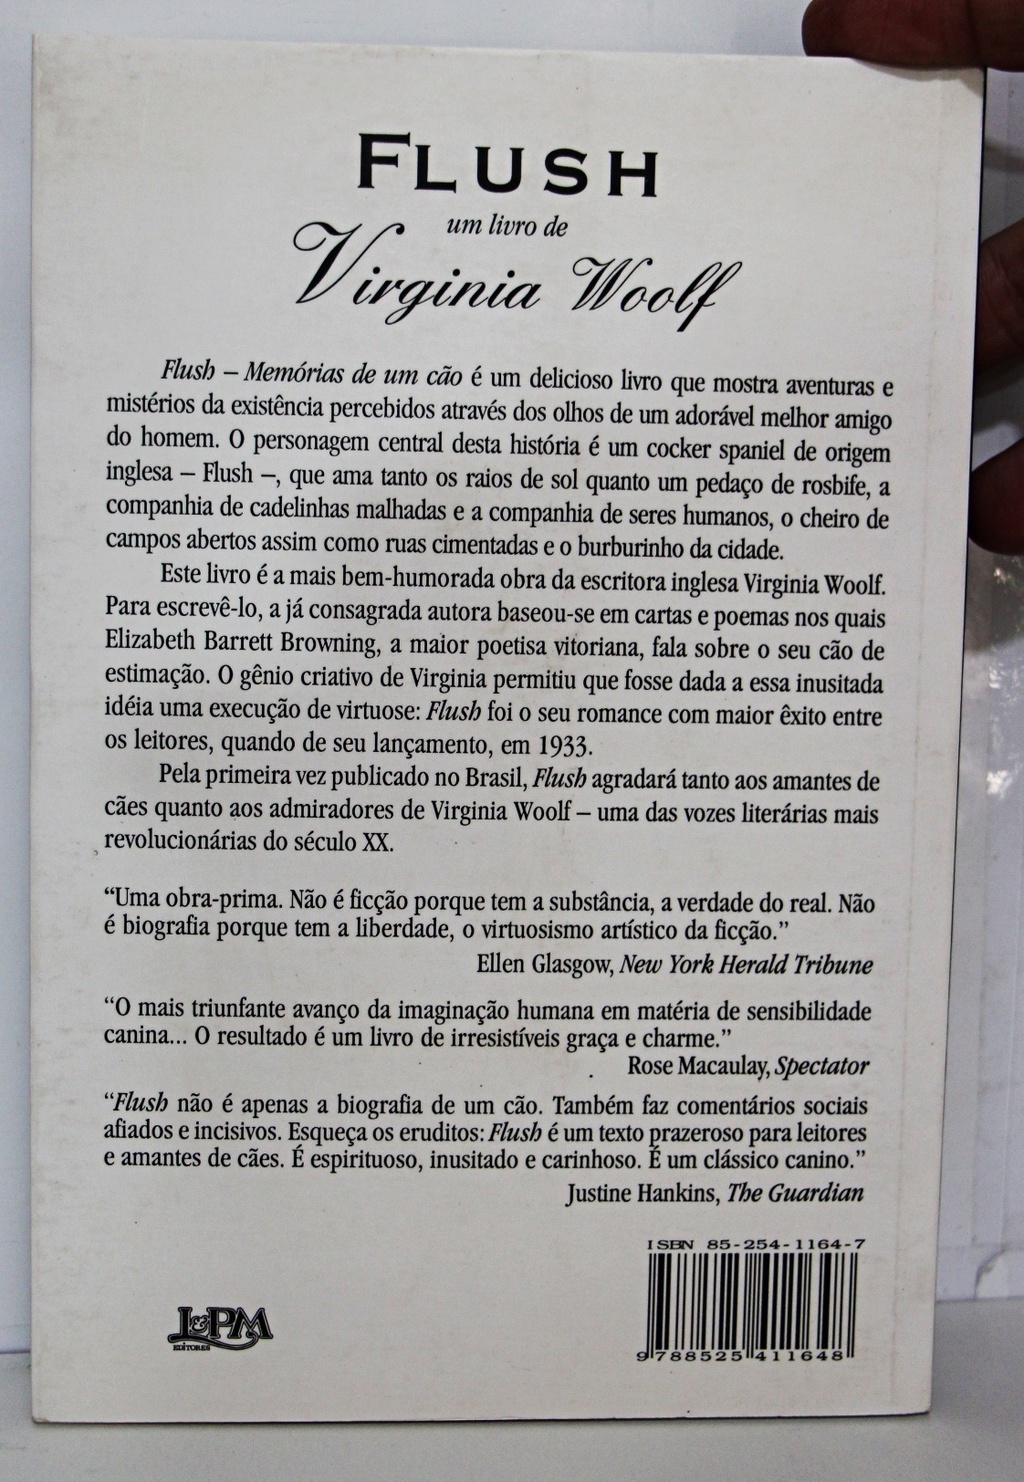 FLUSH
um livro de
Virginia Woolf
Flush – Memórias de um cão é um delicioso livro que mostra aventuras e
mistérios da existência percebidos através dos olhos de um adorável melhor amigo
do homem. O personagem central desta história é um cocker spaniel de origem
inglesa – Flush –, que ama tanto os raios de sol quanto um pedaço de rosbife, a
companhia de cadelinhas malhadas e a companhia de seres humanos, o cheiro de
campos abertos assim como ruas cimentadas e o burburinho da cidade.
Este livro é a mais bem-humorada obra da escritora inglesa Virginia Woolf.
Para escrevê-lo, a já consagrada autora baseou-se em cartas e poemas nos quais
Elizabeth Barrett Browning, a maior poetisa vitoriana, fala sobre o seu cão de
estimação. O gênio criativo de Virginia permitiu que fosse dada a essa inusitada
idéia uma execução de virtuose: Flush foi o seu romance com maior êxito entre
os leitores, quando de seu lançamento, em 1933.
Pela primeira vez publicado no Brasil, Flush agradará tanto aos amantes de
cães quanto aos admiradores de Virginia Woolf – uma das vozes literárias mais
revolucionárias do século XX.
“Uma obra-prima. Não é ficção porque tem a substância, a verdade do real. Não
é biografia porque tem a liberdade, o virtuosismo artístico da ficção.”
Ellen Glasgow, New York Herald Tribune
“O mais triunfante avanço da imaginação humana em matéria de sensibilidade
canina... O resultado é um livro de irresistíveis graça e charme.”
Rose Macaulay, Spectator
“Flush não é apenas a biografia de um cão. Também faz comentários sociais
afiados e incisivos. Esqueça os eruditos: Flush é um texto prazeroso para leitores
e amantes de cães. É espirituoso, inusitado e carinhoso. É um clássico canino.”
Justine Hankins, The Guardian
ISBN 85-254-1164-7
L&PM
EDITORES
9 788525 411648